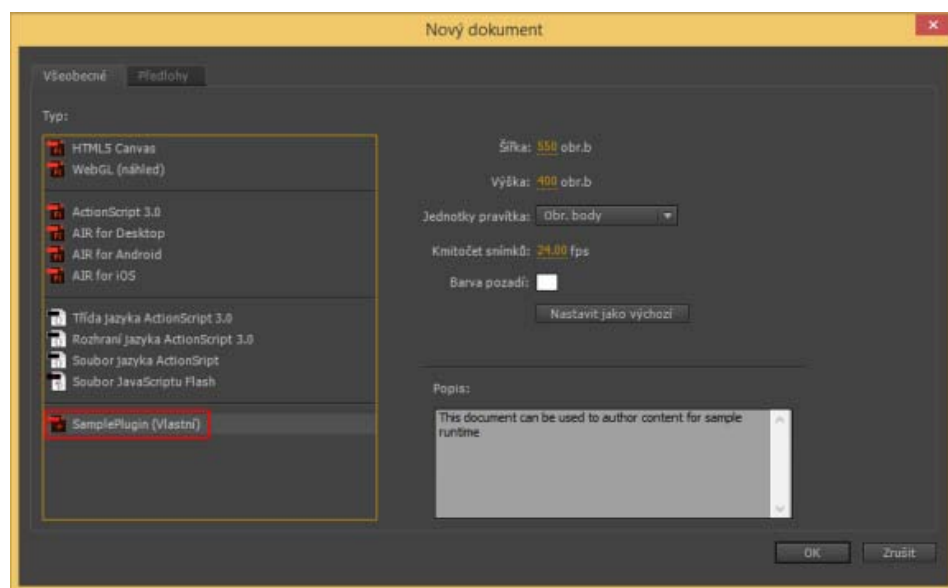 Nový dokument
Všeobecné
Předlohy
Typ:
HTML5 Canvas
WebGL (náhled)
ActionScript 3.0
AIR for Desktop
AIR for Android
AIR for iOS
Třída jazyka ActionScript 3.0
Rozhraní jazyka ActionScript 3.0
Soubor jazyka ActionSript
Soubor JavaScriptu Flash
SamplePlugin (Vlastní)
Šířka: 550 obr.b
Výška: 400 obr.b
Jednotky pravítka: Obr. body
Kmitočet snímků: 24.00 fps
Barva pozadí:
Nastavit jako výchozí
Popis:
This document can be used to author content for sample
runtime
OK
Zrušit